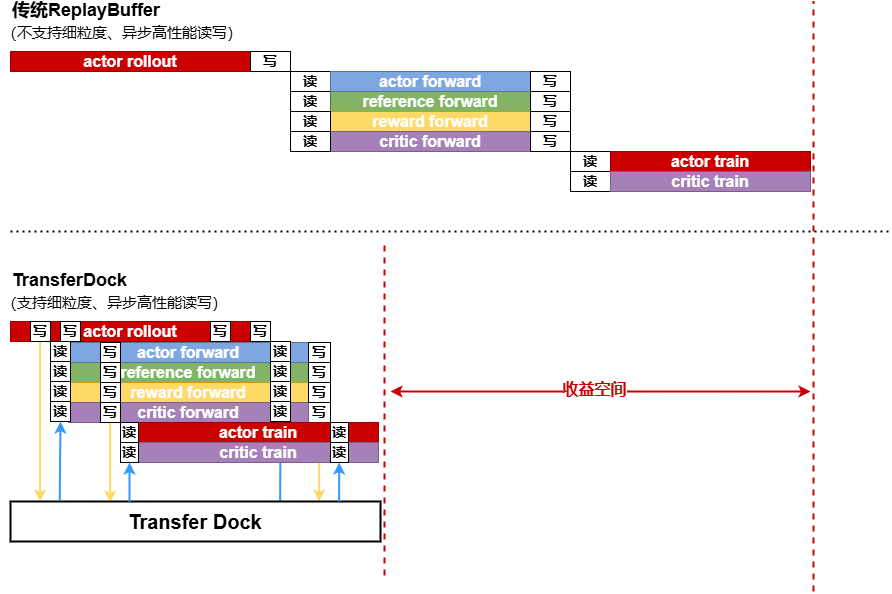 传统ReplayBuffer
(不支持细粒度、异步高性能读写)
actor rollout 写
读 actor forward 写
读 reference forward 写
读 reward forward 写
读 critic forward 写
读 actor train
读 critic train
TransferDock
(支持细粒度、异步高性能读写)
写 写 actor rollout 写 写
读 写 actor forward 读 写
读 写 reference forward 读 写
读 写 reward forward 读 写
读 写 critic forward 读 写
读 actor train 读
读 critic train 读
收益空间
Transfer Dock